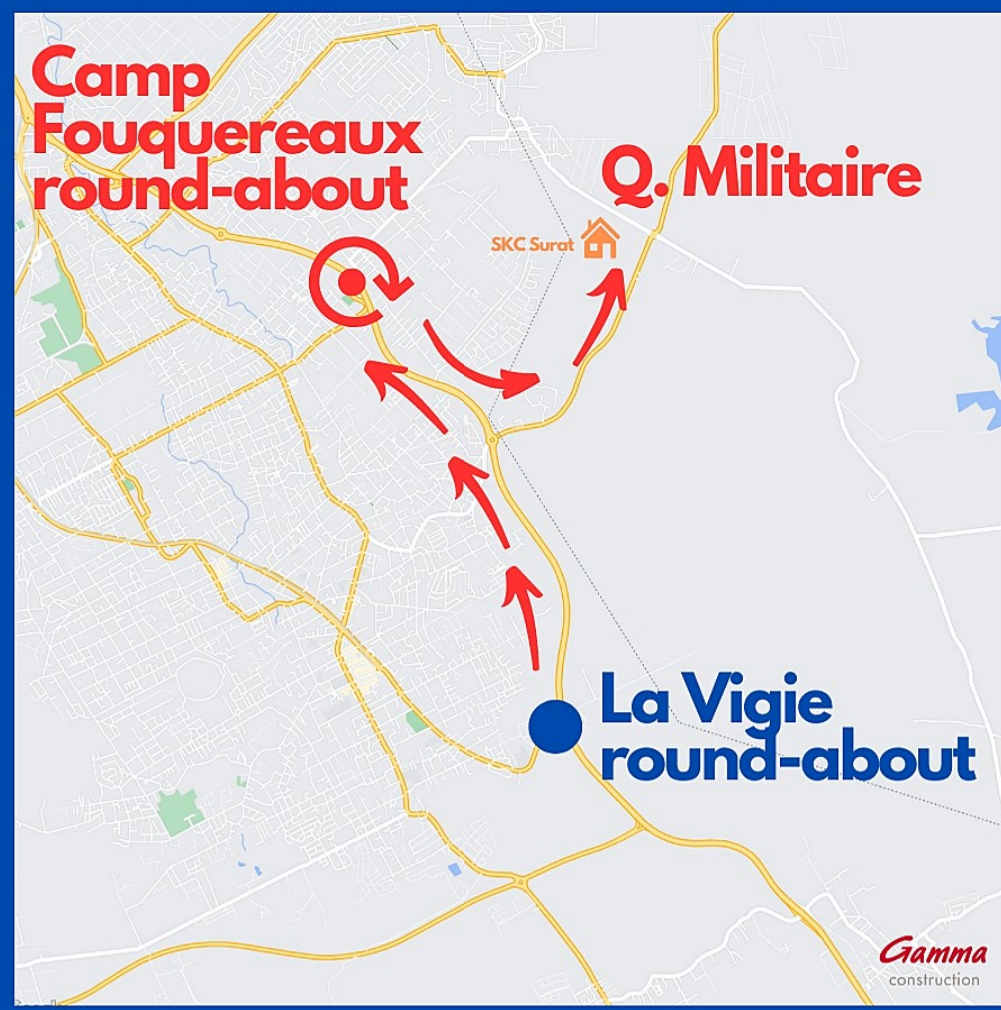 Camp
Fouquereaux
round-about
Q. Militaire
SKC Surat
La Vigie
round-about
Gamma
construction